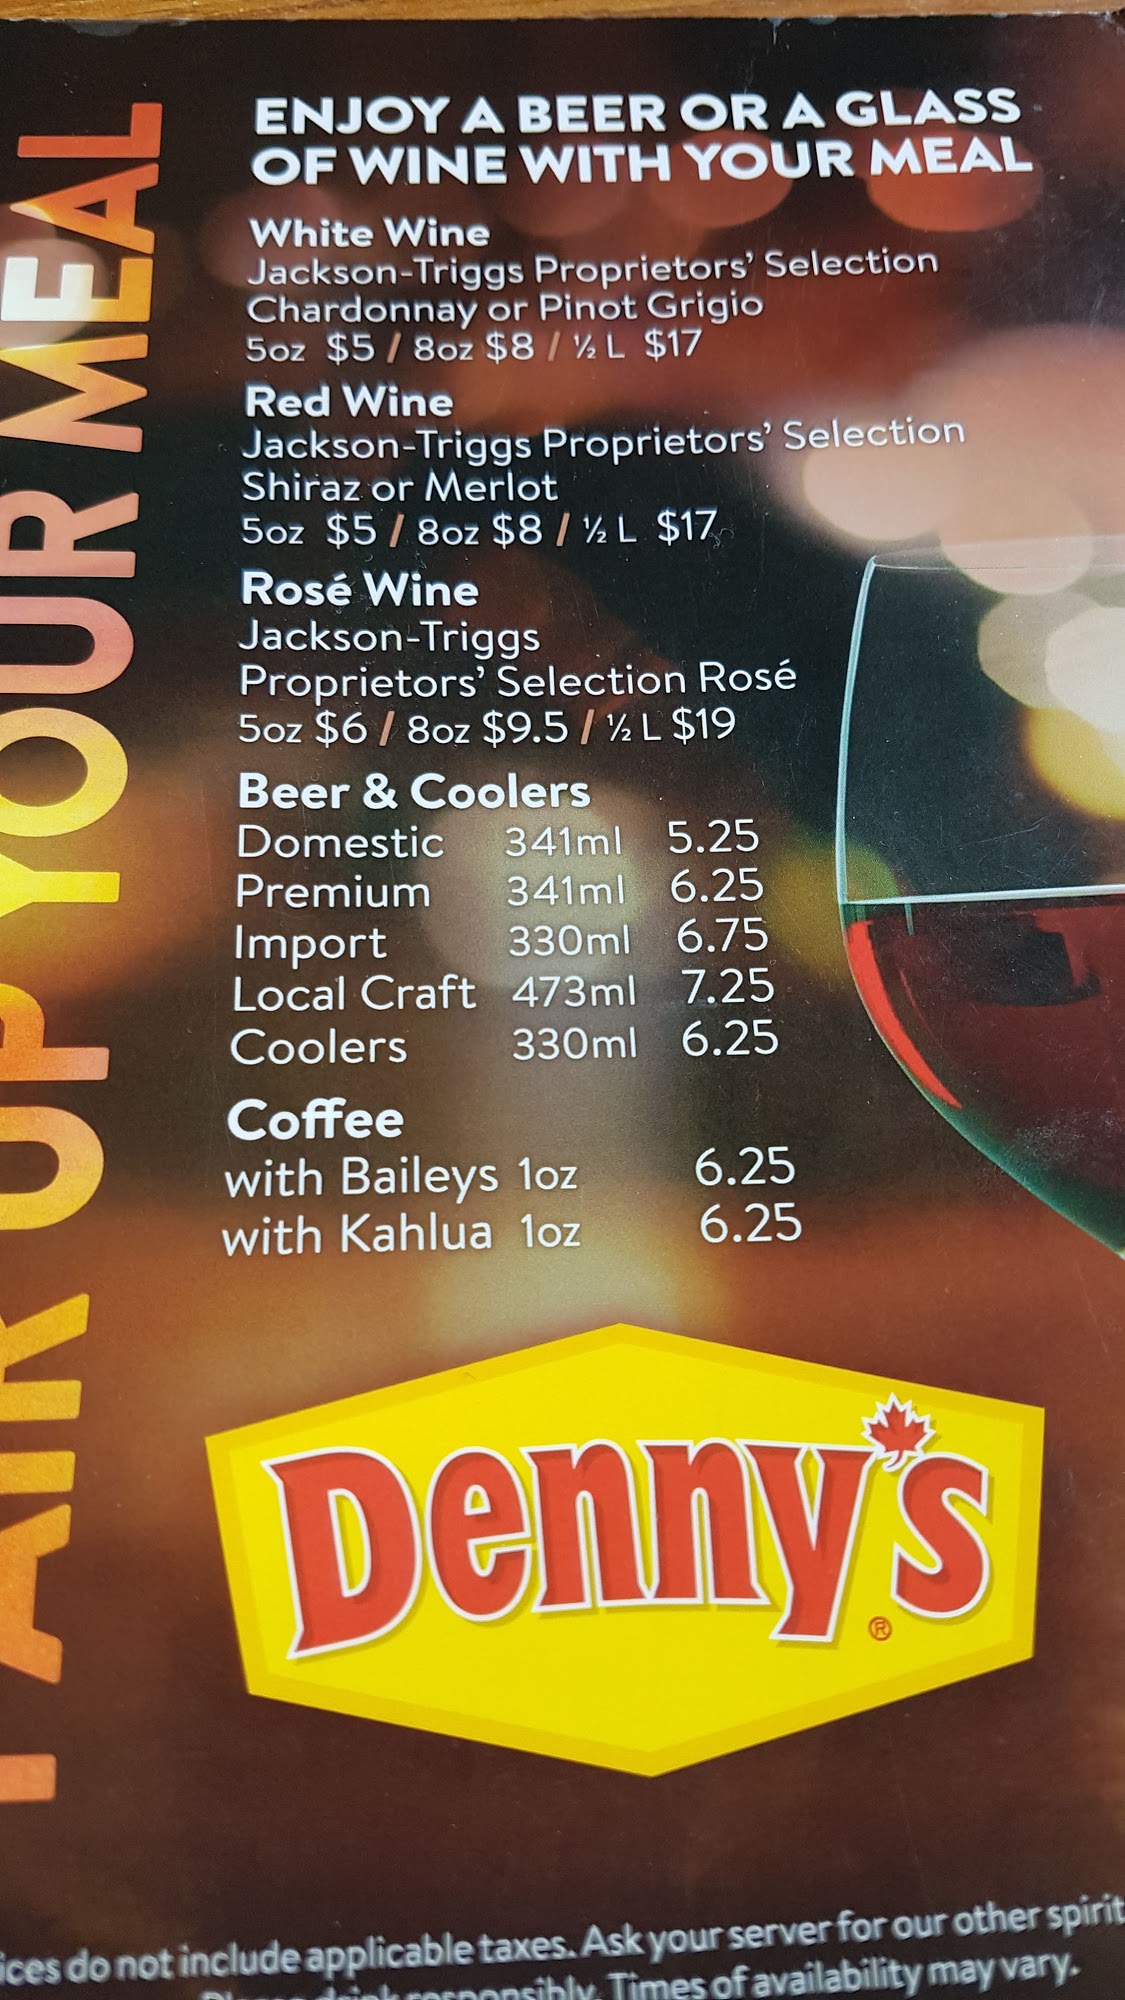 ENJOY A BEER OR A GLASS
OF WINE WITH YOUR MEAL
White Wine
Jackson-Triggs Proprietors' Selection
Chardonnay or Pinot Grigio
5oz $5 / 8oz $8 / ½ L $17
Red Wine
Jackson-Triggs Proprietors' Selection
Shiraz or Merlot
5oz $5 / 8oz $8 / ½ L $17
Rosé Wine
Jackson-Triggs
Proprietors' Selection Rosé
5oz $6 / 8oz $9.5 / ½ L $19
Beer & Coolers
Domestic 341ml 5.25
Premium 341ml 6.25
Import 330ml 6.75
Local Craft 473ml 7.25
Coolers 330ml 6.25
Coffee
with Baileys 1oz 6.25
with Kahlua 1oz 6.25
UP YOUR MEAL
Denny's ®
do not include applicable taxes. Ask your server for our other
drink responsibly. Times of availability may vary.